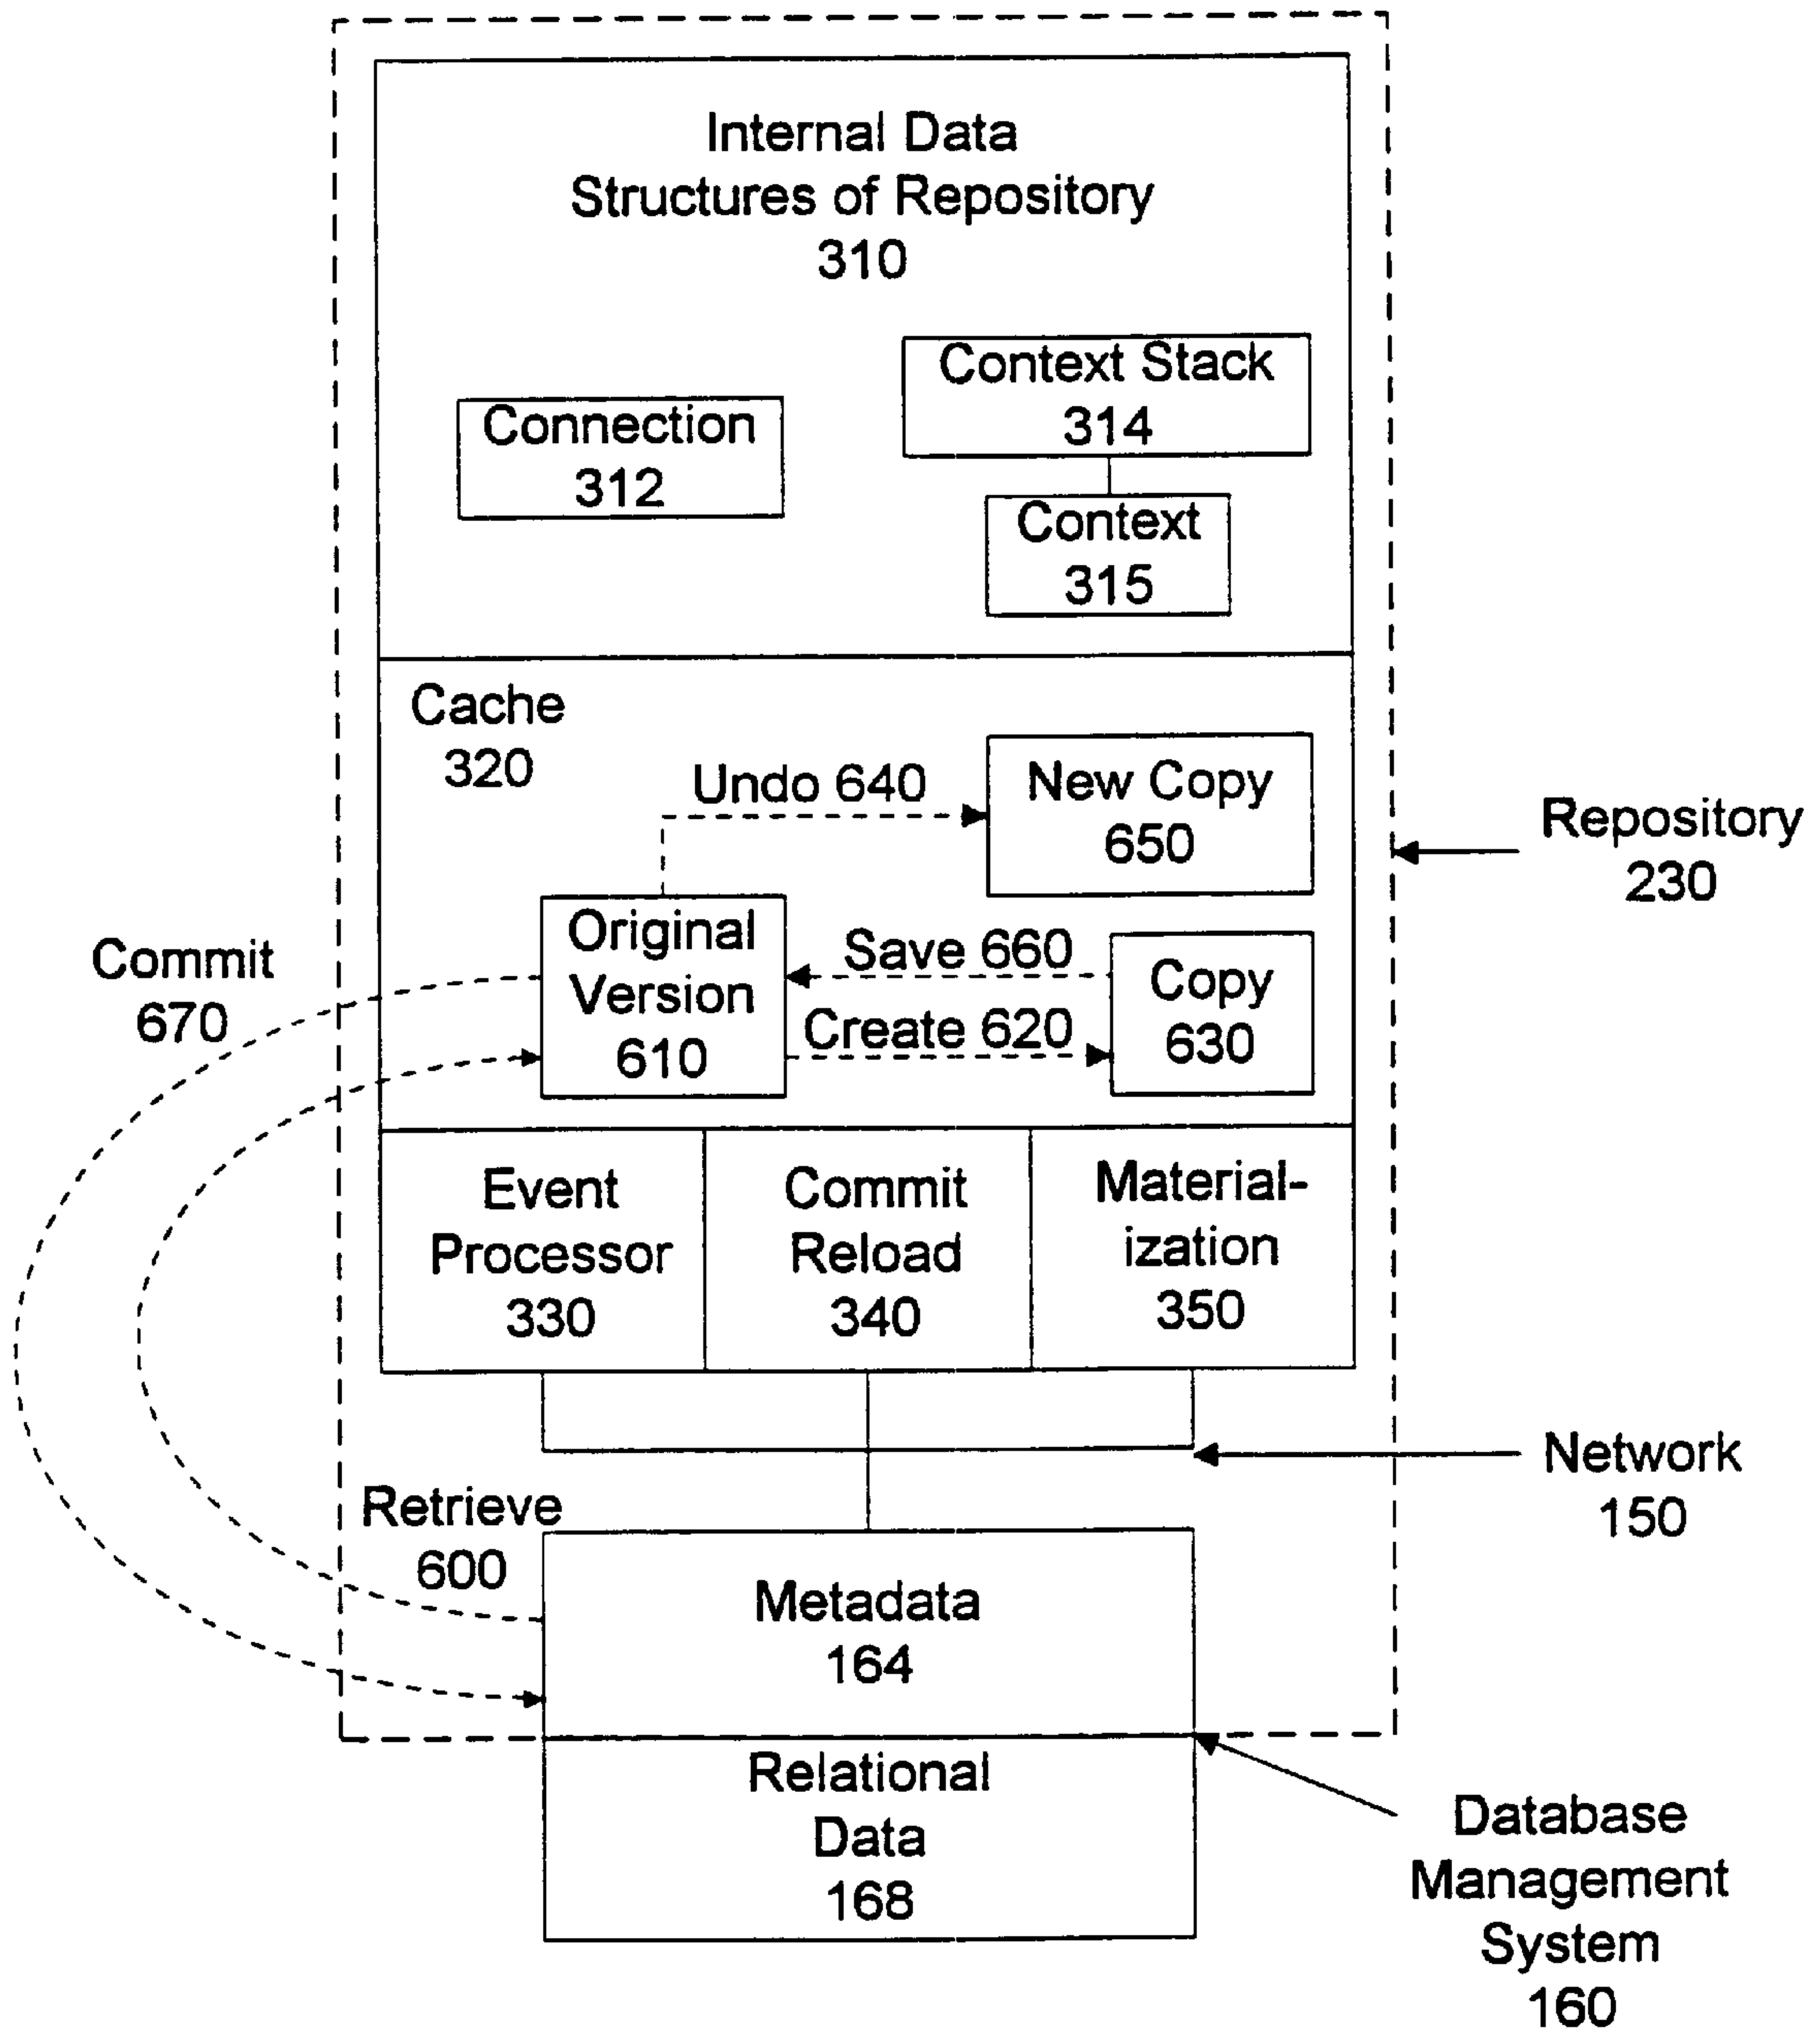 Internal Data
Structures of Repository
310
Context Stack
314
Connection
312
Context
315
Cache
320
Undo 640
New Copy
650
Repository
230
Original
Version
610
Save 660
Create 620
Copy
630
Commit
670
Event
Processor
330
Commit
Reload
340
Material-
ization
350
Network
150
Retrieve
600
Metadata
164
Relational
Data
168
Database
Management
System
160